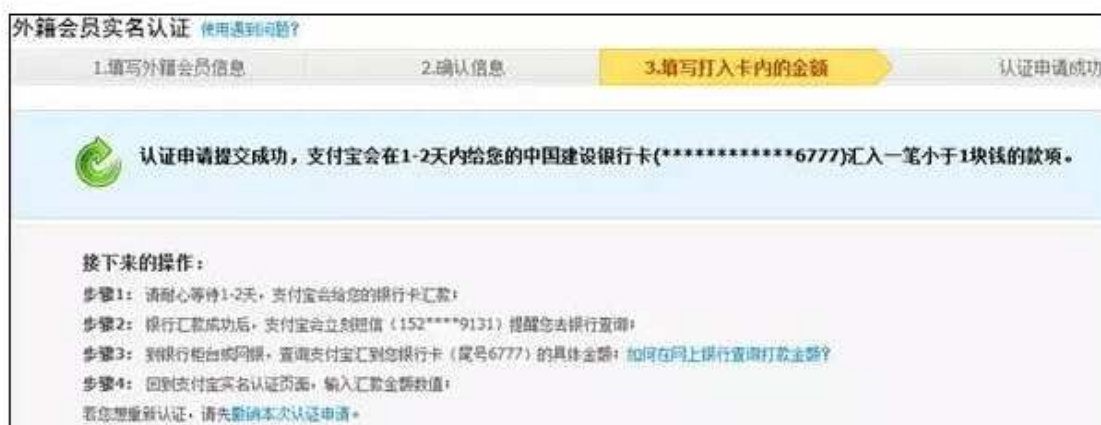 外籍会员实名认证 使用遇到问题?
1.填写外籍会员信息 2.确认信息 3.填写打入卡内的金额 认证申请成功
认证申请提交成功，支付宝会在1-2天内给您的中国建设银行卡(************6777)汇入一笔小于1块钱的款项。
接下来的操作：
步骤1： 请耐心等待1-2天，支付宝会给您的银行卡汇款；
步骤2： 银行汇款成功后，支付宝会立刻短信（152****9131）提醒您去银行查询；
步骤3： 到银行柜台或网银，查询支付宝汇到您银行卡（尾号6777）的具体金额；如何在网上银行查询打款金额?
步骤4： 回到支付宝实名认证页面，输入汇款金额数值；
若您想重新认证，请先撤销本次认证申请。